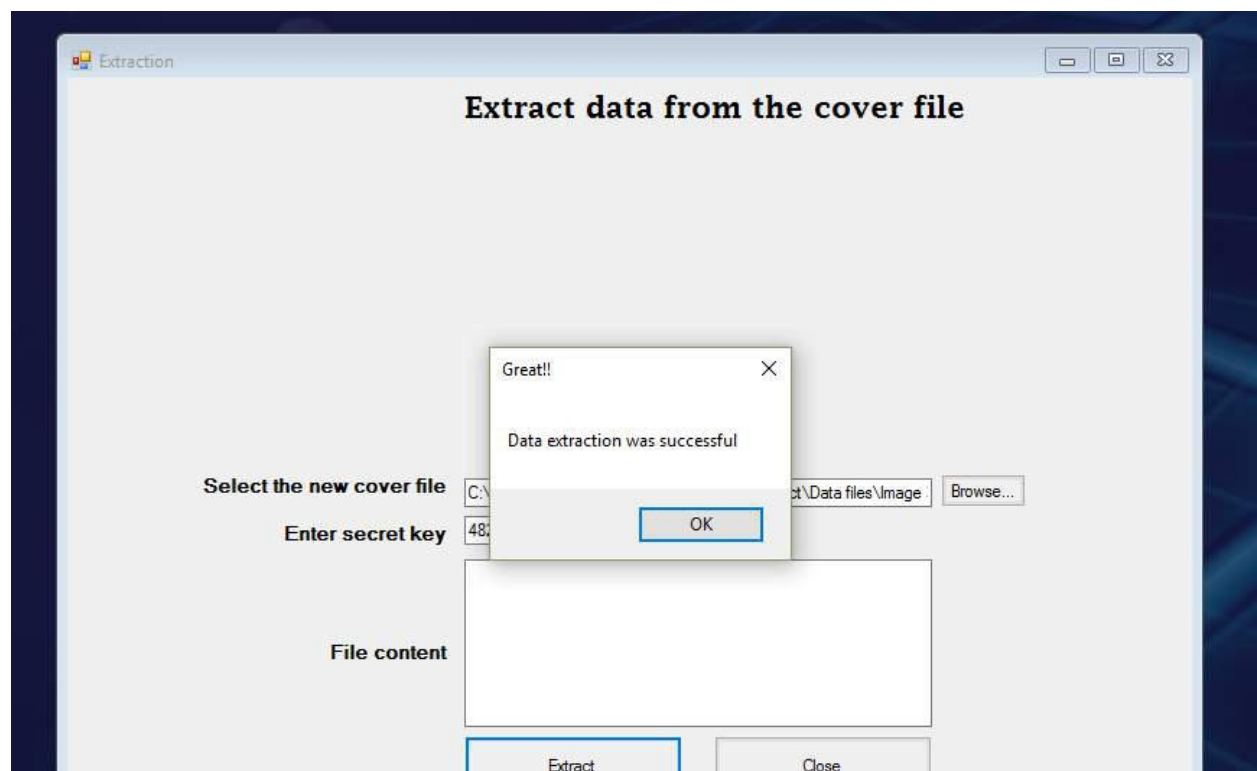 Extraction
Extract data from the cover file
Great!!
Data extraction was successful
OK
Select the new cover file
C:\
ct\Data files\Image
Browse...
Enter secret key
482
File content
Extract
Close